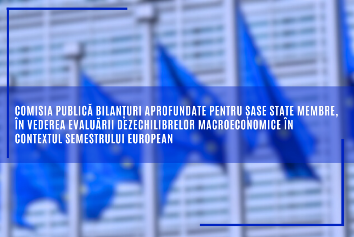 COMISIA PUBLICĂ BILANȚURI APROFUNDATE PENTRU ȘASE STATE MEMBRE,
ÎN VEDEREA EVALUĂRII DEZECHILIBRELOR MACROECONOMICE ÎN
CONTEXTUL SEMESTRULUI EUROPEAN